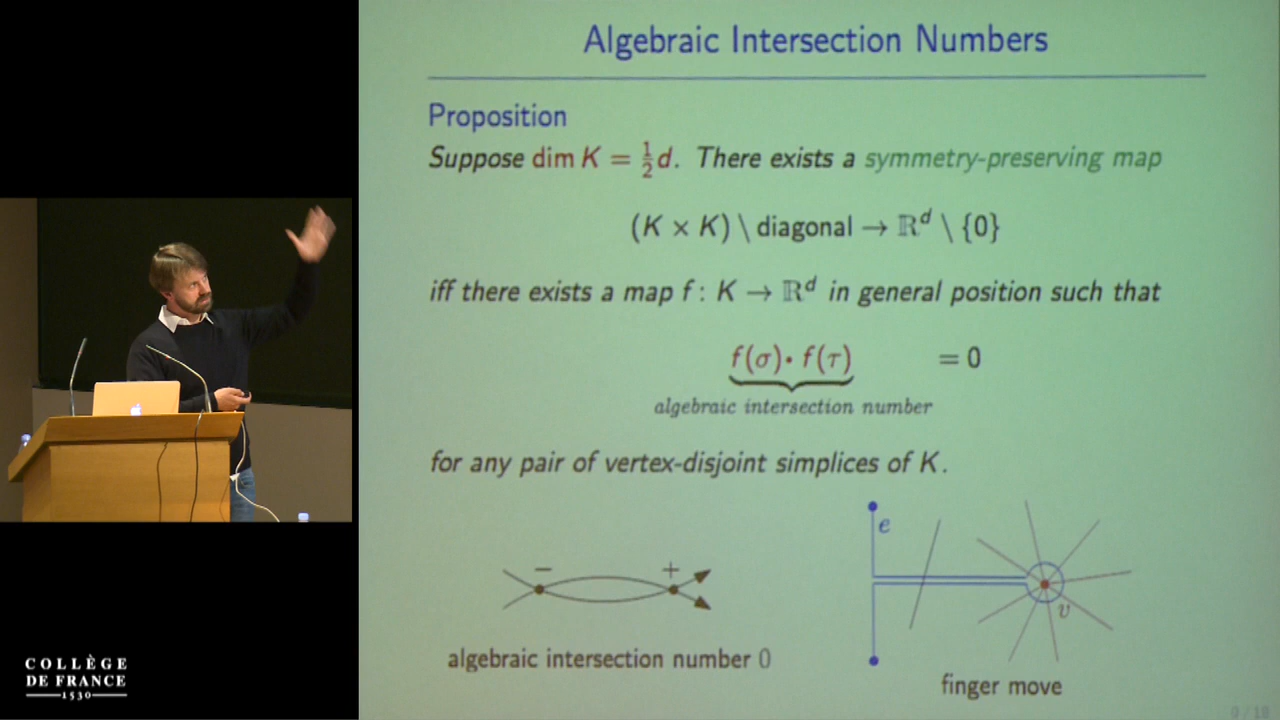 Algebraic Intersection Numbers
Proposition
Suppose dim K = ½d. There exists a symmetry-preserving map
(K × K) \ diagonal → ℝᵈ \ {0}
iff there exists a map f : K → ℝᵈ in general position such that
f(σ) · f(τ) = 0
algebraic intersection number
for any pair of vertex-disjoint simplices of K.
− +
algebraic intersection number 0
e
v
finger move
COLLÈGE
DE FRANCE
1530